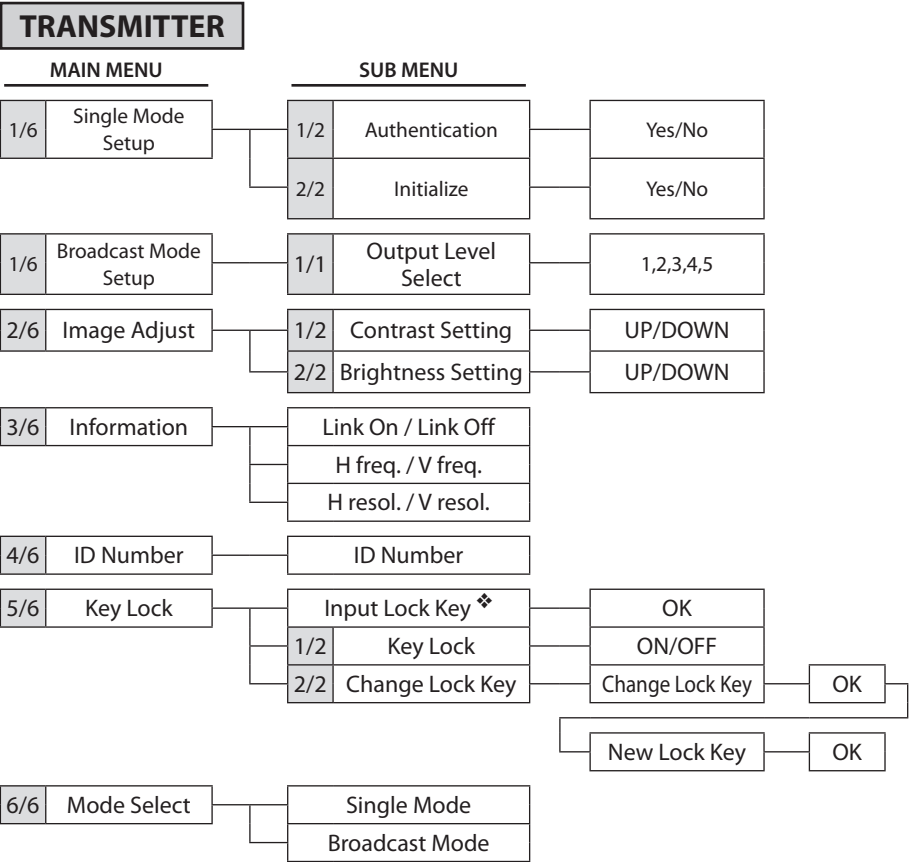 TRANSMITTER
MAIN MENU SUB MENU
1/6 Single Mode Setup 1/2 Authentication Yes/No
2/2 Initialize Yes/No
1/6 Broadcast Mode Setup 1/1 Output Level Select 1,2,3,4,5
2/6 Image Adjust 1/2 Contrast Setting UP/DOWN
2/2 Brightness Setting UP/DOWN
3/6 Information Link On / Link Off
H freq. / V freq.
H resol. / V resol.
4/6 ID Number ID Number
5/6 Key Lock Input Lock Key ❖ OK
1/2 Key Lock ON/OFF
2/2 Change Lock Key Change Lock Key OK
New Lock Key OK
6/6 Mode Select Single Mode
Broadcast Mode